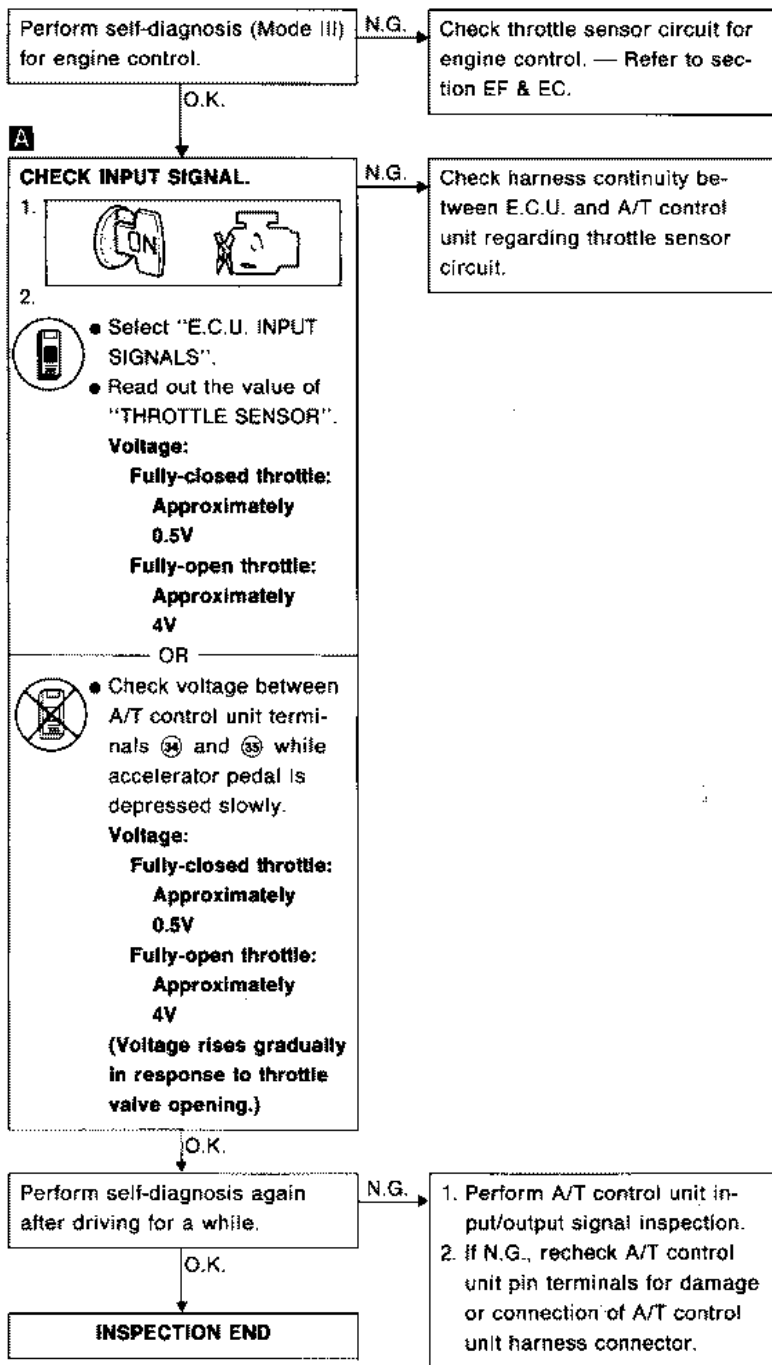 Perform self-diagnosis (Mode III)
for engine control.
N.G.
Check throttle sensor circuit for
engine control. — Refer to sec-
tion EF & EC.
O.K.
A
CHECK INPUT SIGNAL.
1.
ON
2.
● Select "E.C.U. INPUT
SIGNALS".
● Read out the value of
"THROTTLE SENSOR".
Voltage:
Fully-closed throttle:
Approximately
0.5V
Fully-open throttle:
Approximately
4V
OR
● Check voltage between
A/T control unit termi-
nals ㉞ and ㉟ while
accelerator pedal is
depressed slowly.
Voltage:
Fully-closed throttle:
Approximately
0.5V
Fully-open throttle:
Approximately
4V
(Voltage rises gradually
in response to throttle
valve opening.)
N.G.
Check harness continuity be-
tween E.C.U. and A/T control
unit regarding throttle sensor
circuit.
O.K.
Perform self-diagnosis again
after driving for a while.
N.G.
1. Perform A/T control unit in-
put/output signal inspection.
2. If N.G., recheck A/T control
unit pin terminals for damage
or connection of A/T control
unit harness connector.
O.K.
INSPECTION END